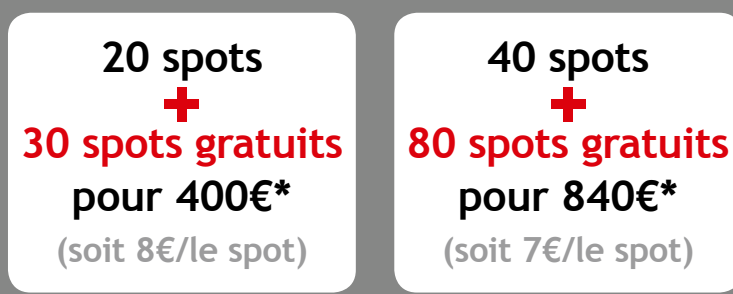 20 spots
+
30 spots gratuits
pour 400€*
(soit 8€/le spot)
40 spots
+
80 spots gratuits
pour 840€*
(soit 7€/le spot)